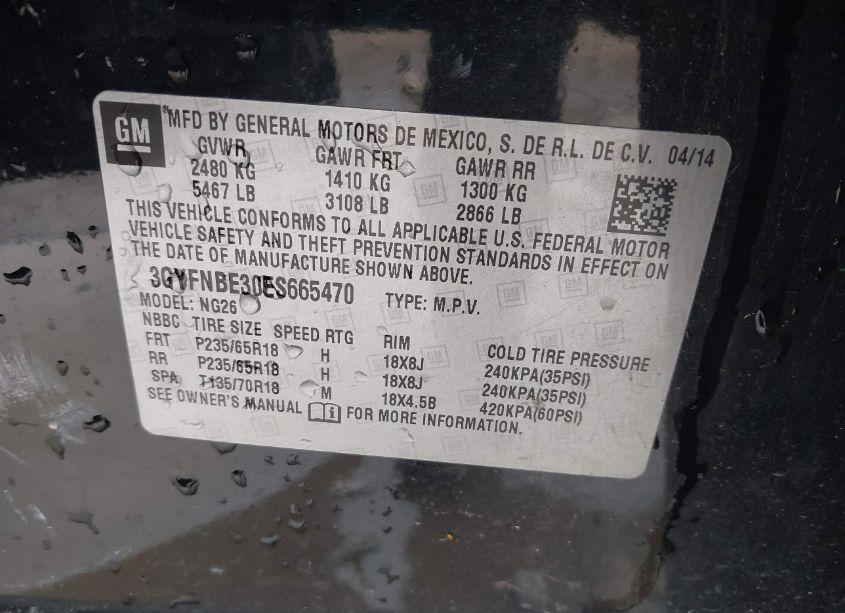 GM
MFD BY GENERAL MOTORS DE MEXICO, S. DE R.L. DE C.V. 04/14
GVWR GAWR FRT GAWR RR
2480 KG 1410 KG 1300 KG
5467 LB 3108 LB 2866 LB
THIS VEHICLE CONFORMS TO ALL APPLICABLE U.S. FEDERAL MOTOR
VEHICLE SAFETY AND THEFT PREVENTION STANDARDS IN EFFECT ON
THE DATE OF MANUFACTURE SHOWN ABOVE.
3GYFNBE30ES665470 TYPE: M.P.V.
MODEL: NG26
NBBC TIRE SIZE SPEED RTG RIM COLD TIRE PRESSURE
FRT P235/65R18 H 18X8J 240KPA(35PSI)
RR P235/65R18 H 18X8J 240KPA(35PSI)
SPA T135/70R18 M 18X4.5B 420KPA(60PSI)
SEE OWNER'S MANUAL FOR MORE INFORMATION.